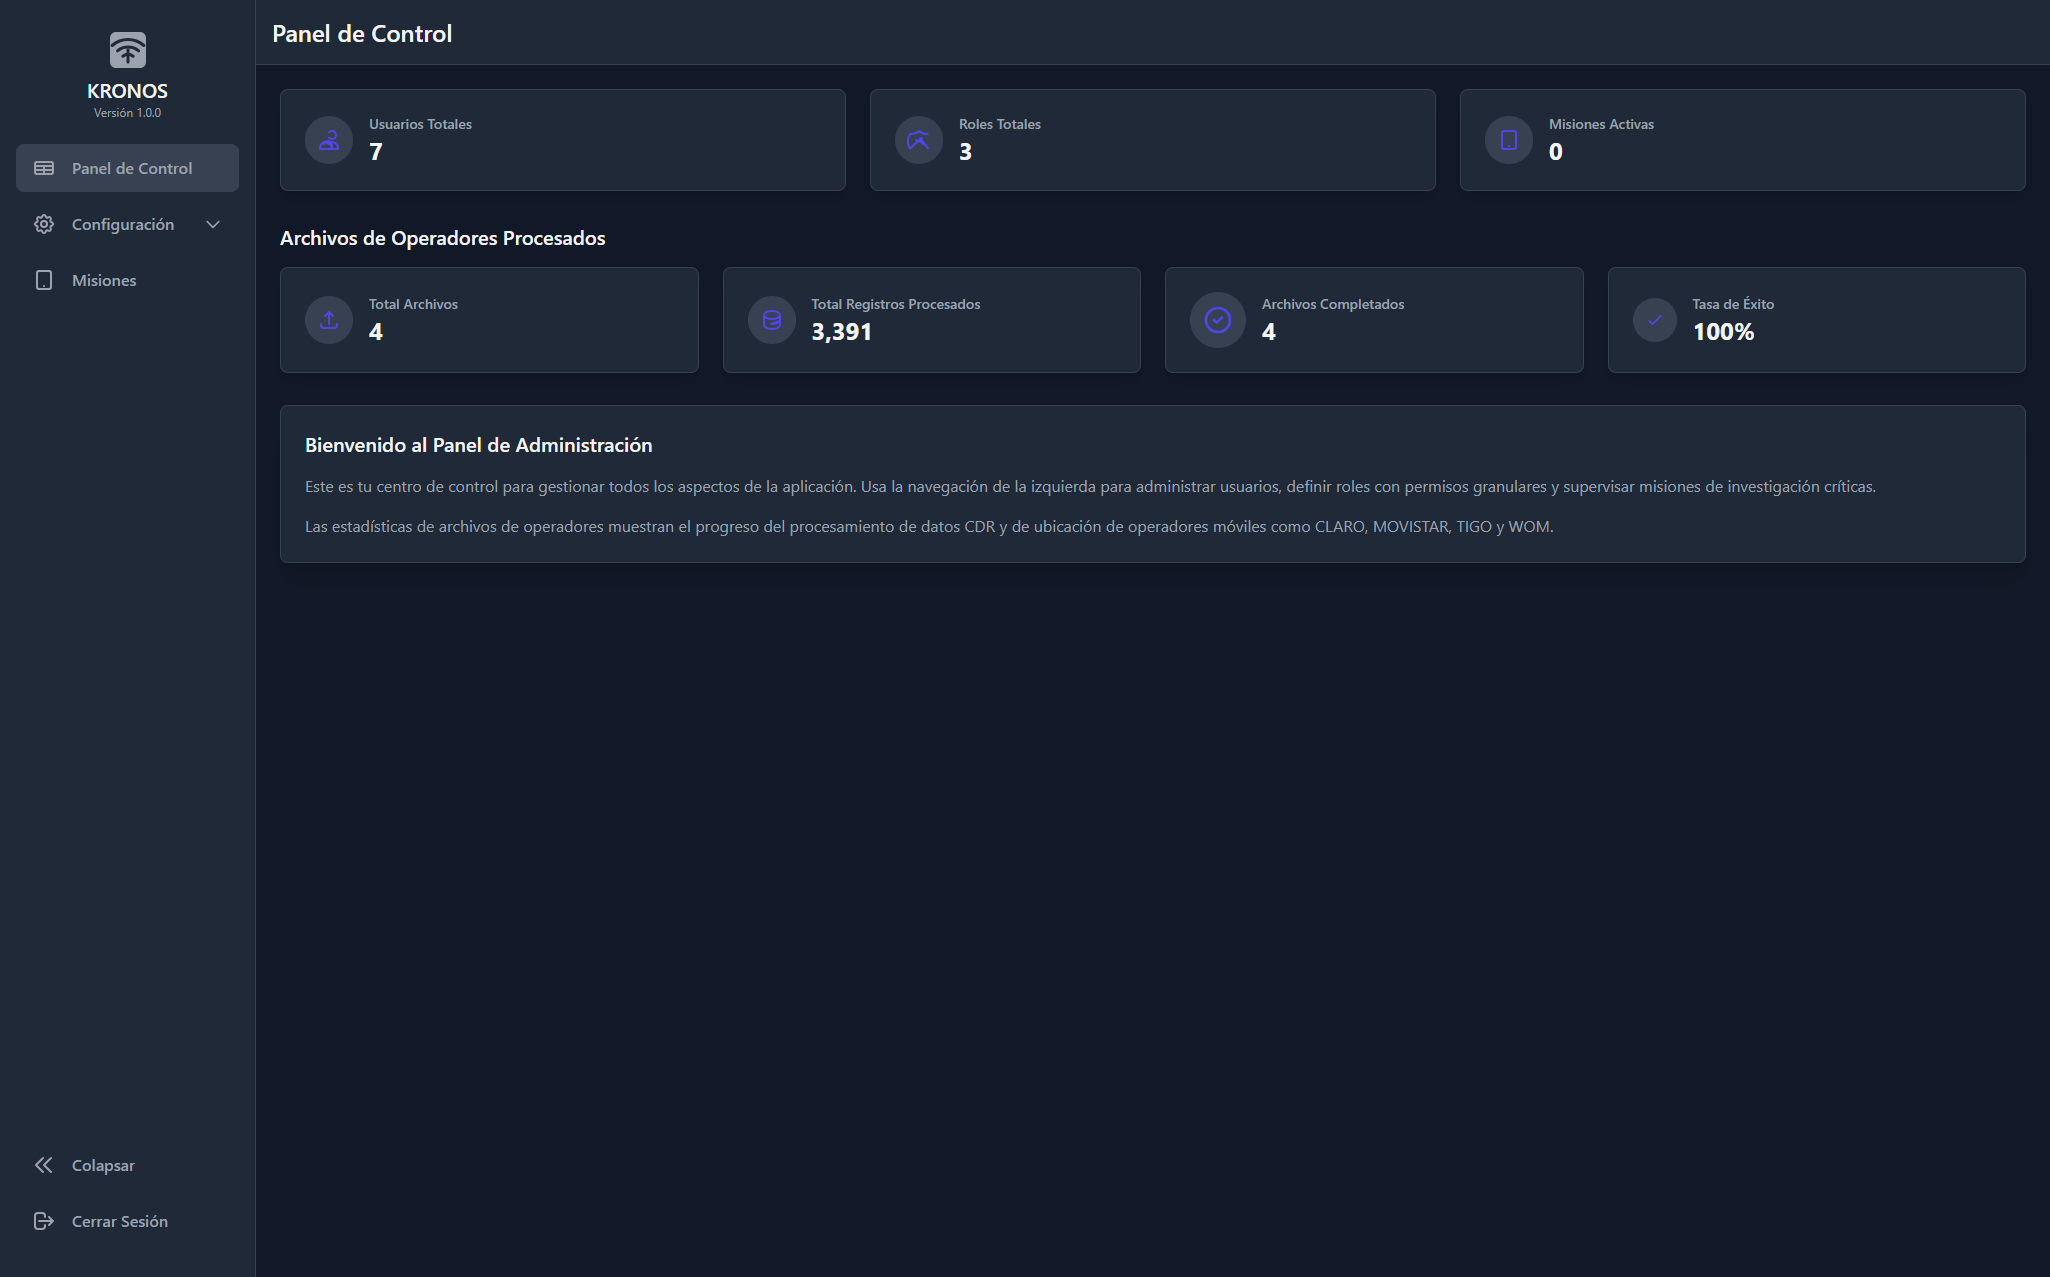 KRONOS
Versión 1.0.0
Panel de Control
Configuración
Misiones
Colapsar
Cerrar Sesión
Panel de Control
Usuarios Totales
7
Roles Totales
3
Misiones Activas
0
Archivos de Operadores Procesados
Total Archivos
4
Total Registros Procesados
3,391
Archivos Completados
4
Tasa de Éxito
100%
Bienvenido al Panel de Administración
Este es tu centro de control para gestionar todos los aspectos de la aplicación. Usa la navegación de la izquierda para administrar usuarios, definir roles con permisos granulares y supervisar misiones de investigación críticas.
Las estadísticas de archivos de operadores muestran el progreso del procesamiento de datos CDR y de ubicación de operadores móviles como CLARO, MOVISTAR, TIGO y WOM.